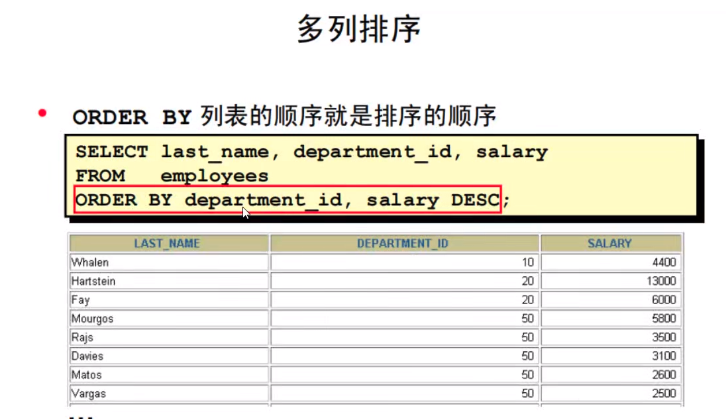 多列排序
• ORDER BY 列表的顺序就是排序的顺序
SELECT last_name, department_id, salary
FROM employees
ORDER BY department_id, salary DESC;
LAST_NAME DEPARTMENT_ID SALARY
Whalen 10 4400
Hartstein 20 13000
Fay 20 6000
Mourgos 50 5800
Rajs 50 3500
Davies 50 3100
Matos 50 2600
Vargas 50 2500
...